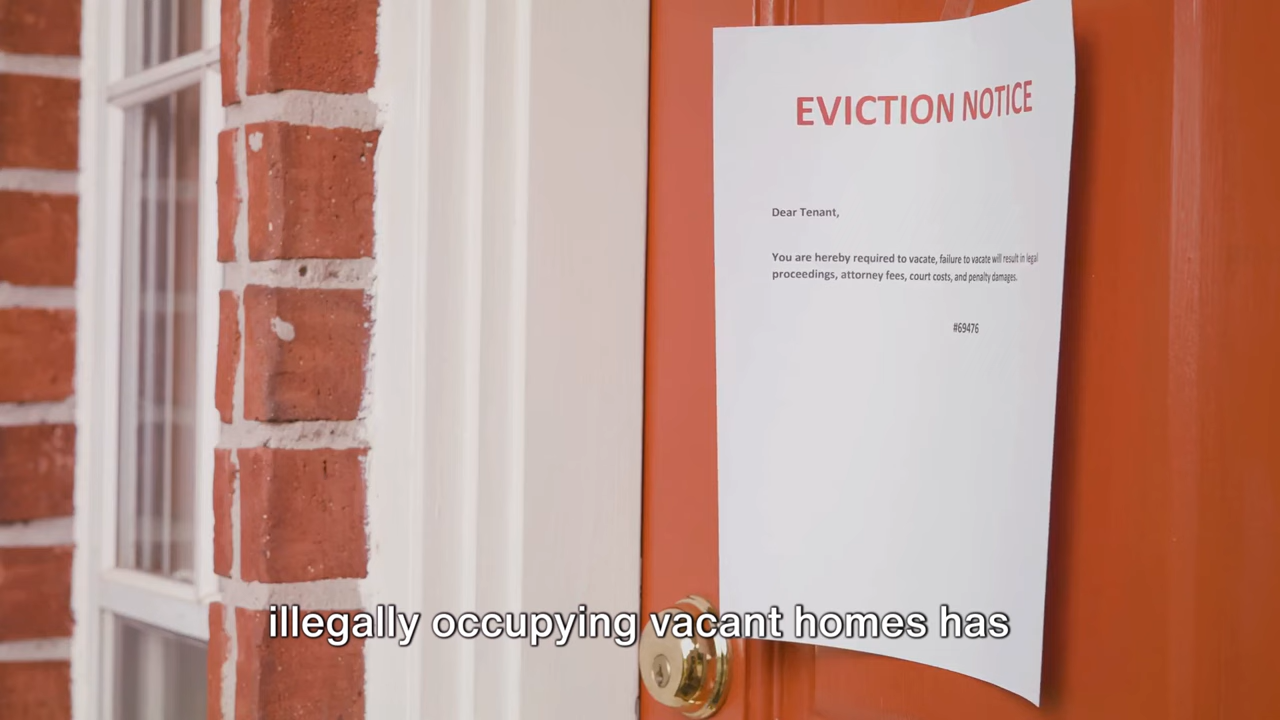 EVICTION NOTICE
Dear Tenant,
You are hereby required to vacate, failure to vacate will result in legal
proceedings, attorney fees, court costs, and penalty damages.
#69476
illegally occupying vacant homes has